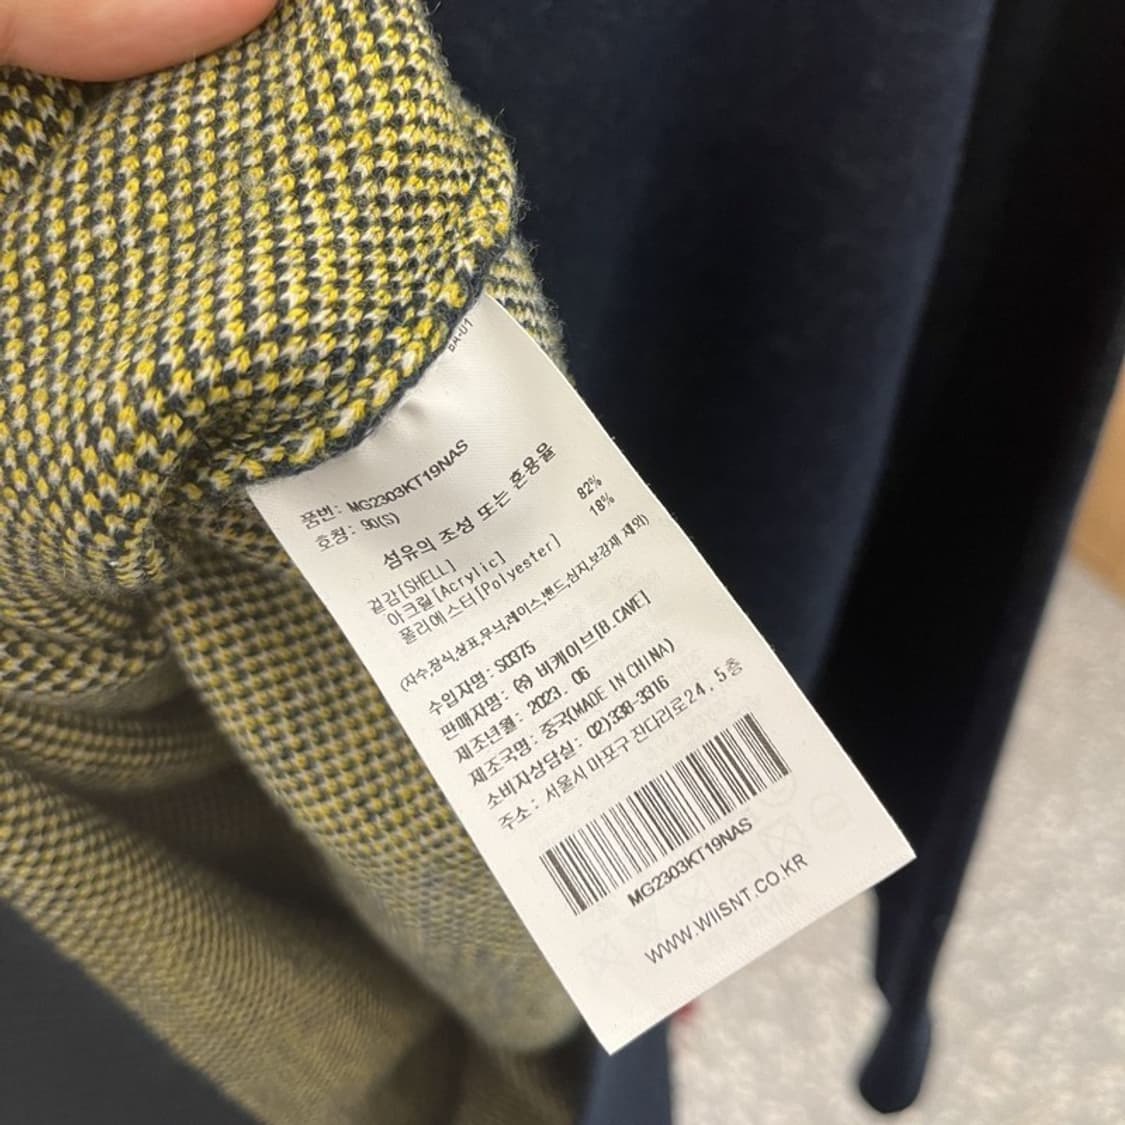 품번: MG2303KT19NAS
호칭: 90(S)
섬유의 조성 또는 혼용율
겉감[SHELL]
아크릴[Acrylic] 82%
폴리에스터[Polyester] 18%
(자수,장식,상표,무늬,레이스,밴드,심지,보강재 제외)
수입자명: S0375
판매자명: ㈜ 비케이브[B.CAVE]
제조년월: 2023. 06
제조국명: 중국(MADE IN CHINA)
소비자상담실: 02)338-3316
주소: 서울시 마포구 잔다리로24, 5층
MG2303KT19NAS
WWW.WIISNT.CO.KR